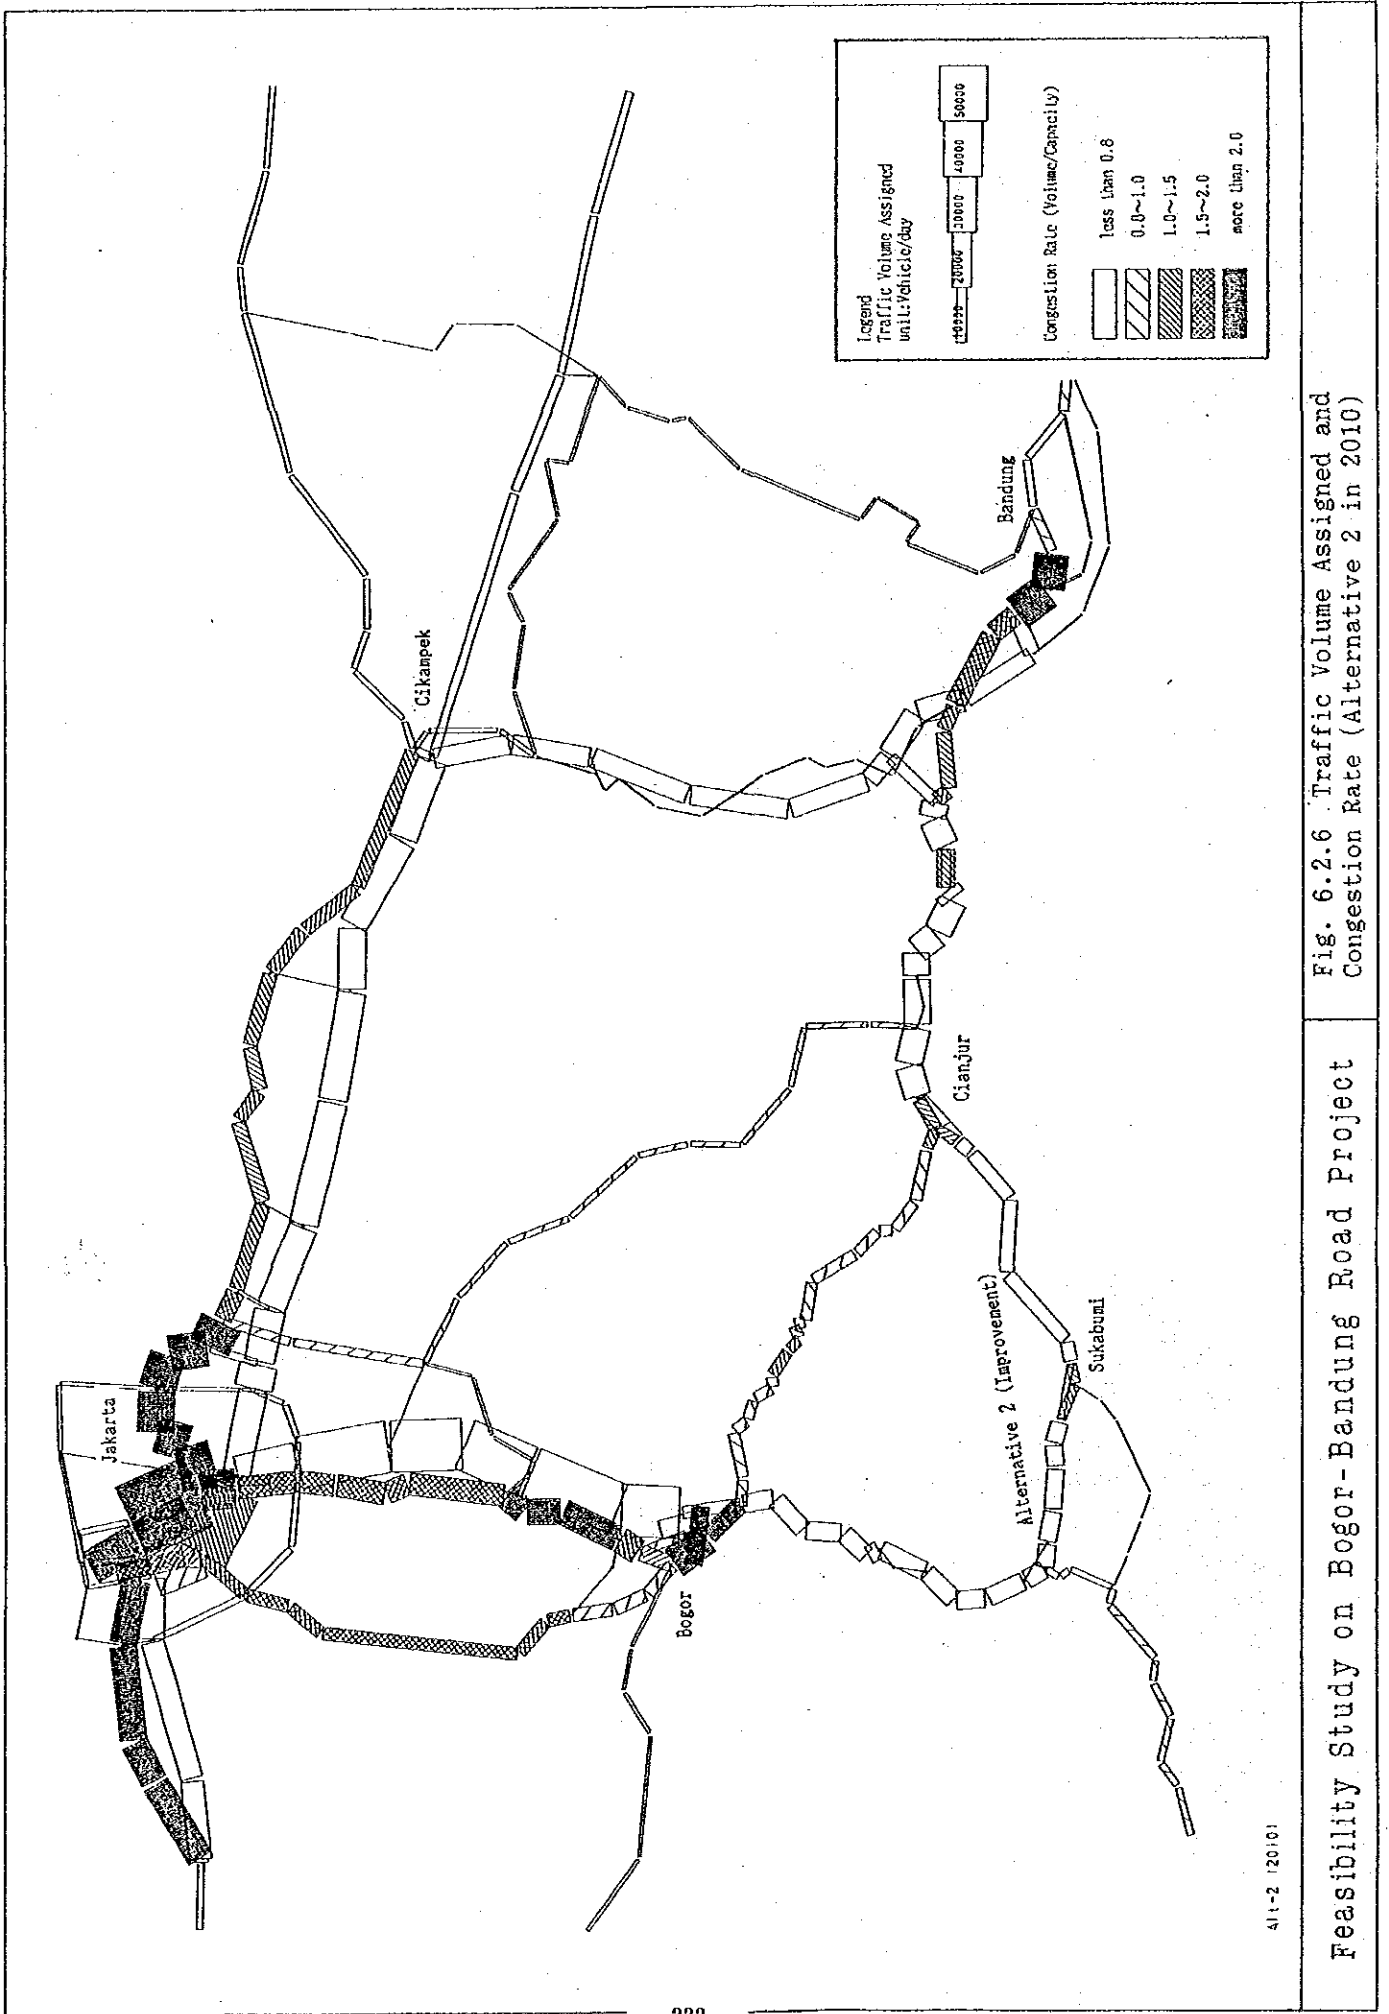 Jakarta
Cikampek
Bogor
Bandung
Cianjur
Alternative 2 (Improvement)
Sukabumi
Legend
Traffic Volume Assigned
unit:Vehicle/day
10000 20000 30000 40000 50000
Congestion Rate (Volume/Capacity)
less than 0.8
0.8~1.0
1.0~1.5
1.5~2.0
more than 2.0
Feasibility Study on Bogor-Bandung Road Project
Fig. 6.2.6 Traffic Volume Assigned and
Congestion Rate (Alternative 2 in 2010)